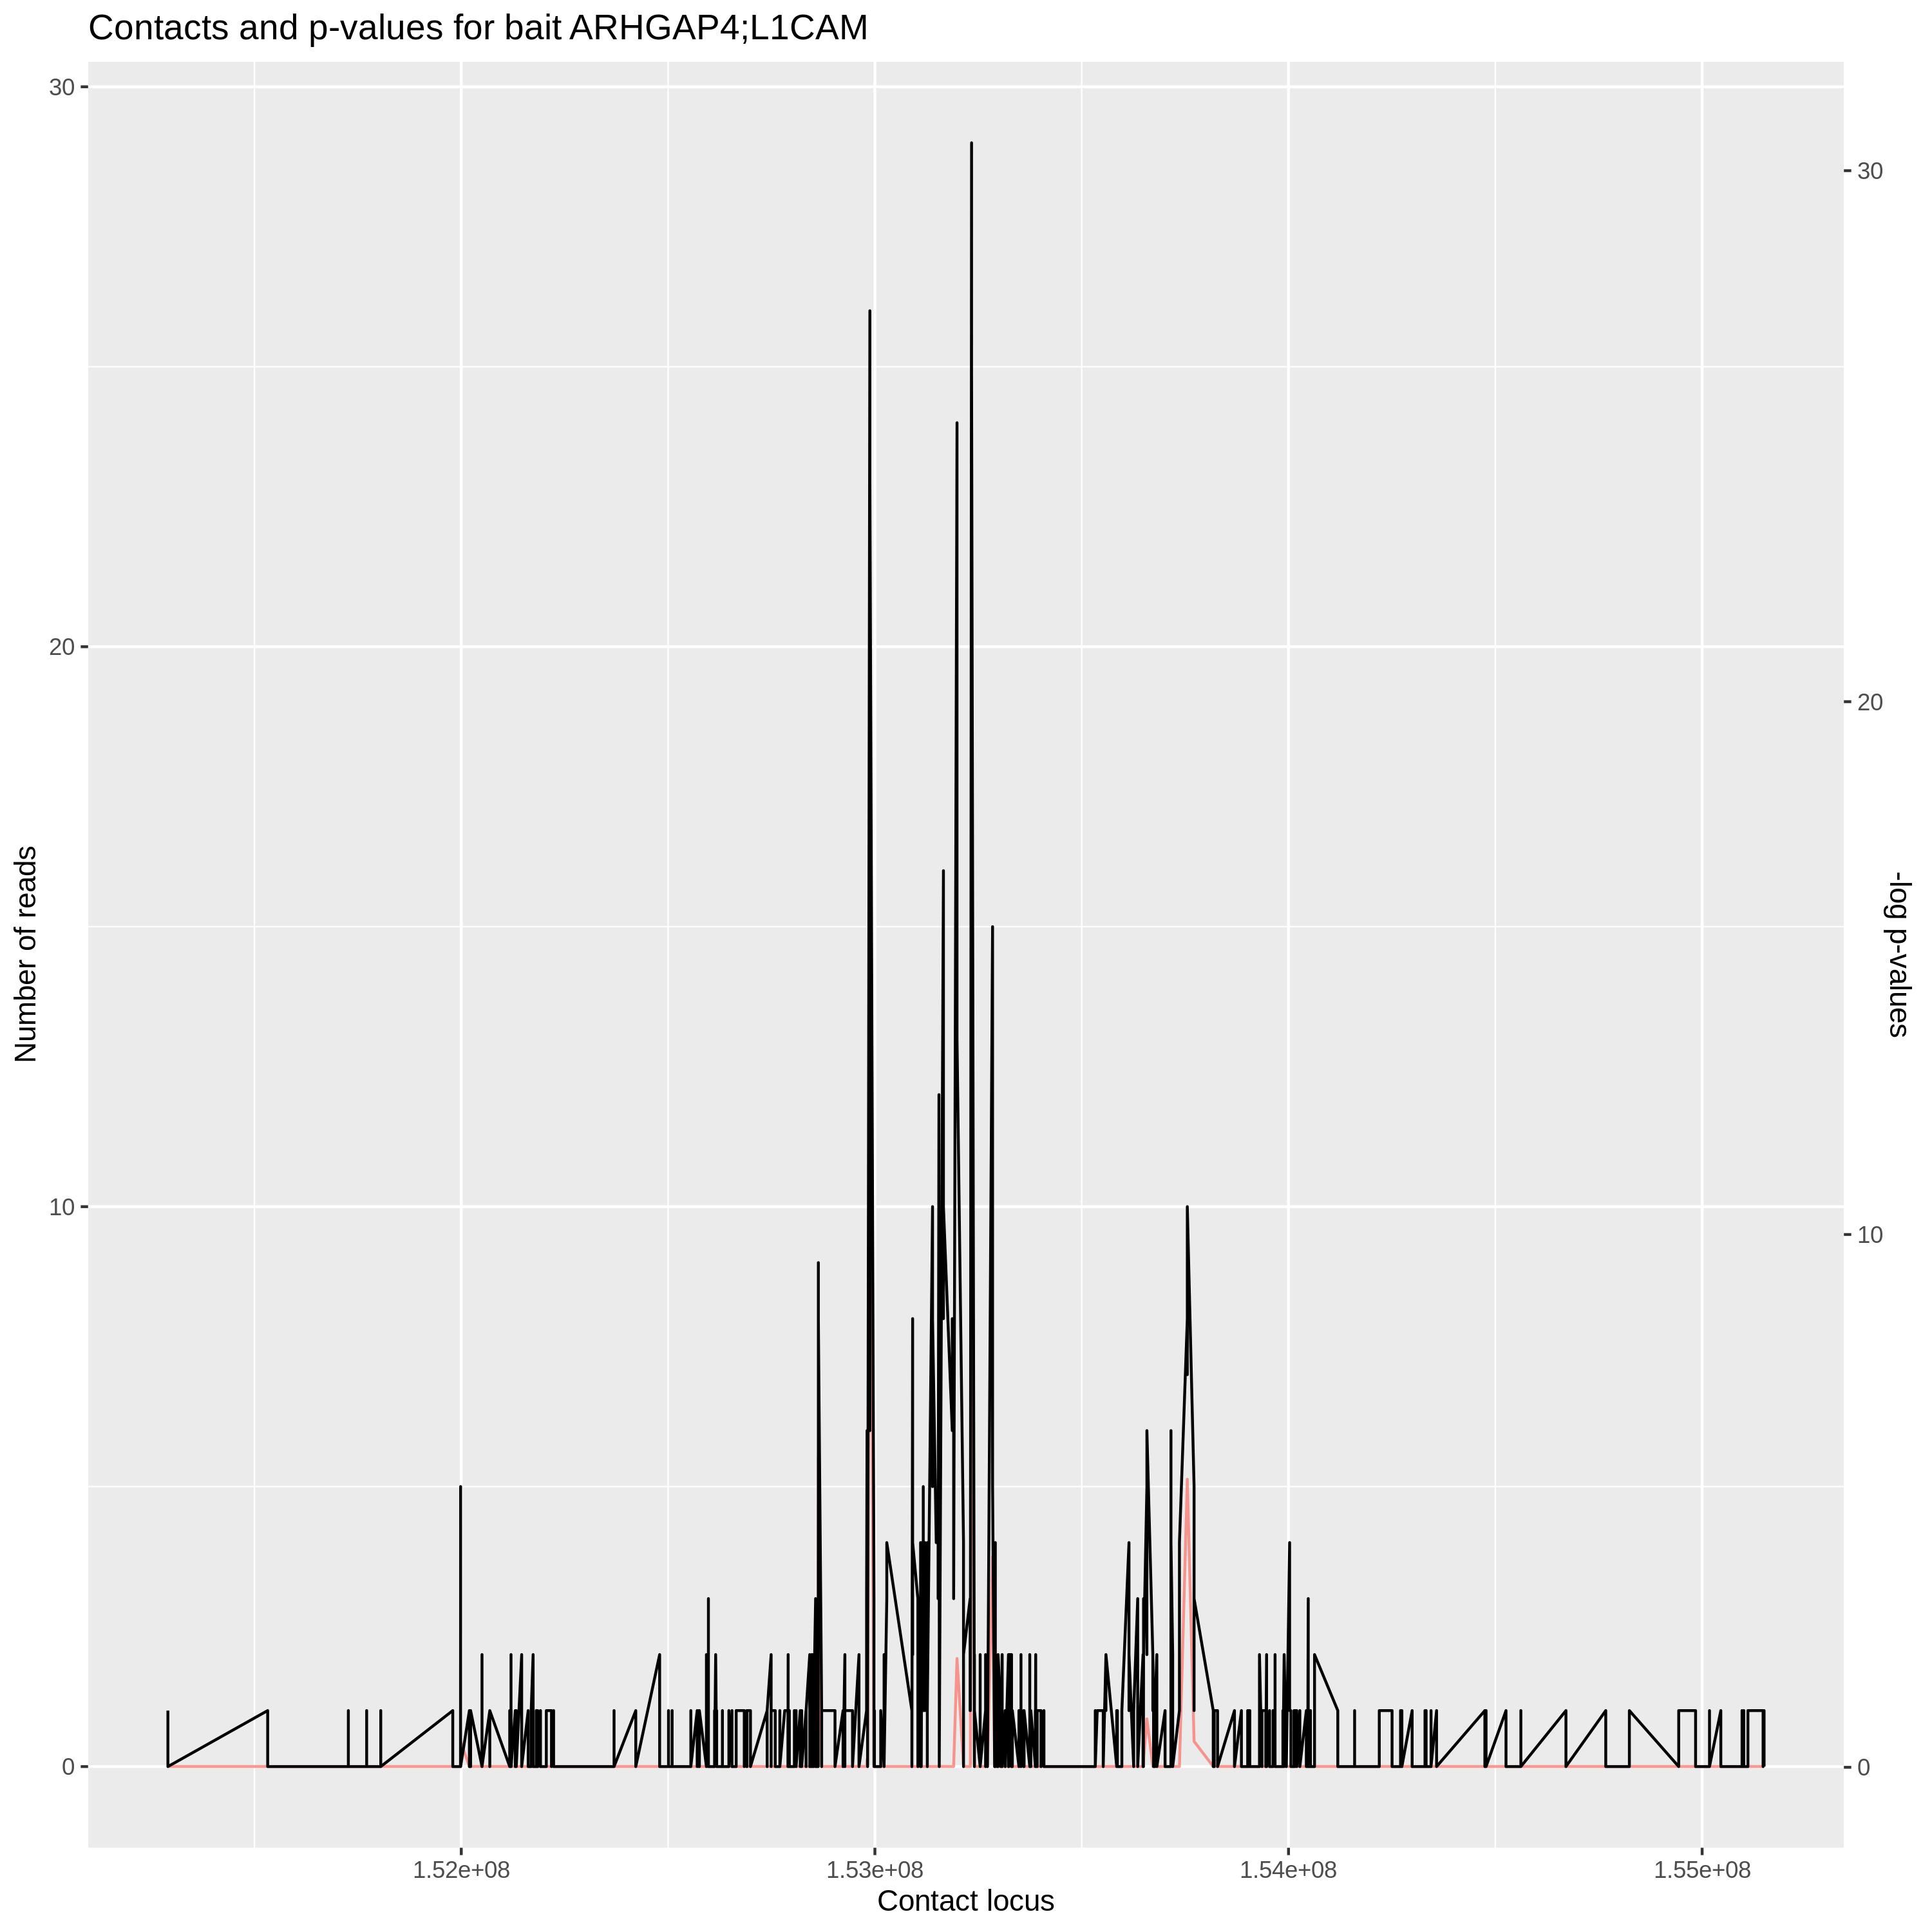 Contacts and p-values for bait ARHGAP4;L1CAM
30
20
10
0
Number of reads
30
20
10
0
-log p-values
1.52e+08 1.53e+08 1.54e+08 1.55e+08
Contact locus